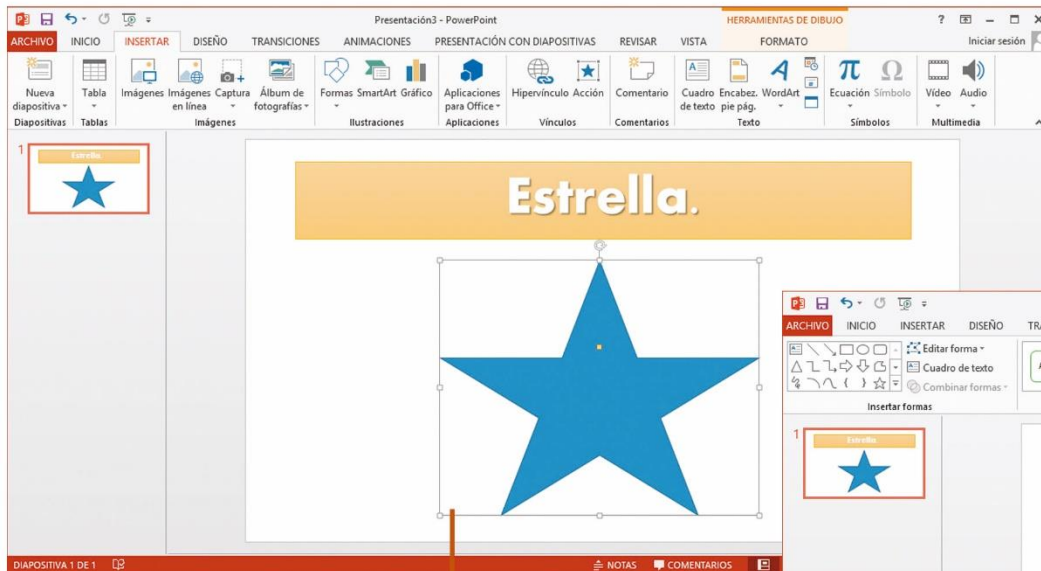 Presentación3 - PowerPoint
HERRAMIENTAS DE DIBUJO
ARCHIVO INICIO INSERTAR DISEÑO TRANSICIONES ANIMACIONES PRESENTACIÓN CON DIAPOSITIVAS REVISAR VISTA FORMATO Iniciar sesión
Nueva diapositiva
Tabla
Imágenes
Imágenes en línea
Captura
Álbum de fotografías
Formas
SmartArt
Gráfico
Aplicaciones para Office
Hipervínculo
Acción
Comentario
Cuadro de texto
Encabez. pie pág.
WordArt
Ecuación
Símbolo
Vídeo
Audio
Diapositivas Tablas Imágenes Ilustraciones Aplicaciones Vínculos Comentarios Texto Símbolos Multimedia
1
Estrella.
Estrella.
ARCHIVO INICIO INSERTAR DISEÑO TRA
Editar forma
Cuadro de texto
Combinar formas
Insertar formas
1
Estrella.
DIAPOSITIVA 1 DE 1
NOTAS COMENTARIOS